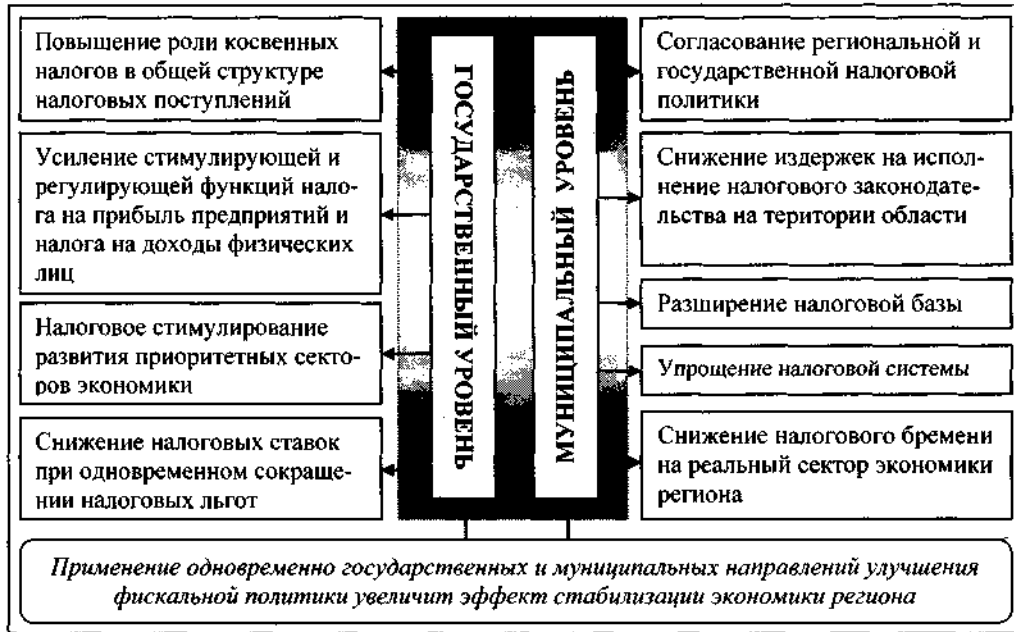 Повышение роли косвенных
налогов в общей структуре
налоговых поступлений
Усиление стимулирующей и
регулирующей функций нало-
га на прибыль предприятий и
налога на доходы физических
лиц
Налоговое стимулирование
развития приоритетных секто-
ров экономики
Снижение налоговых ставок
при одновременном сокраще-
нии налоговых льгот
ГОСУДАРСТВЕННЫЙ УРОВЕНЬ
МУНИЦИПАЛЬНЫЙ УРОВЕНЬ
Согласование региональной и
государственной налоговой
политики
Снижение издержек на испол-
нение налогового законодате-
льства на територии области
Разширение налоговой базы
Упрощение налоговой системы
Снижение налогового бремени
на реальный сектор экономики
региона
Применение одновременно государственных и муниципальных направлений улучшения
фискальной политики увеличит эффект стабилизации экономики региона